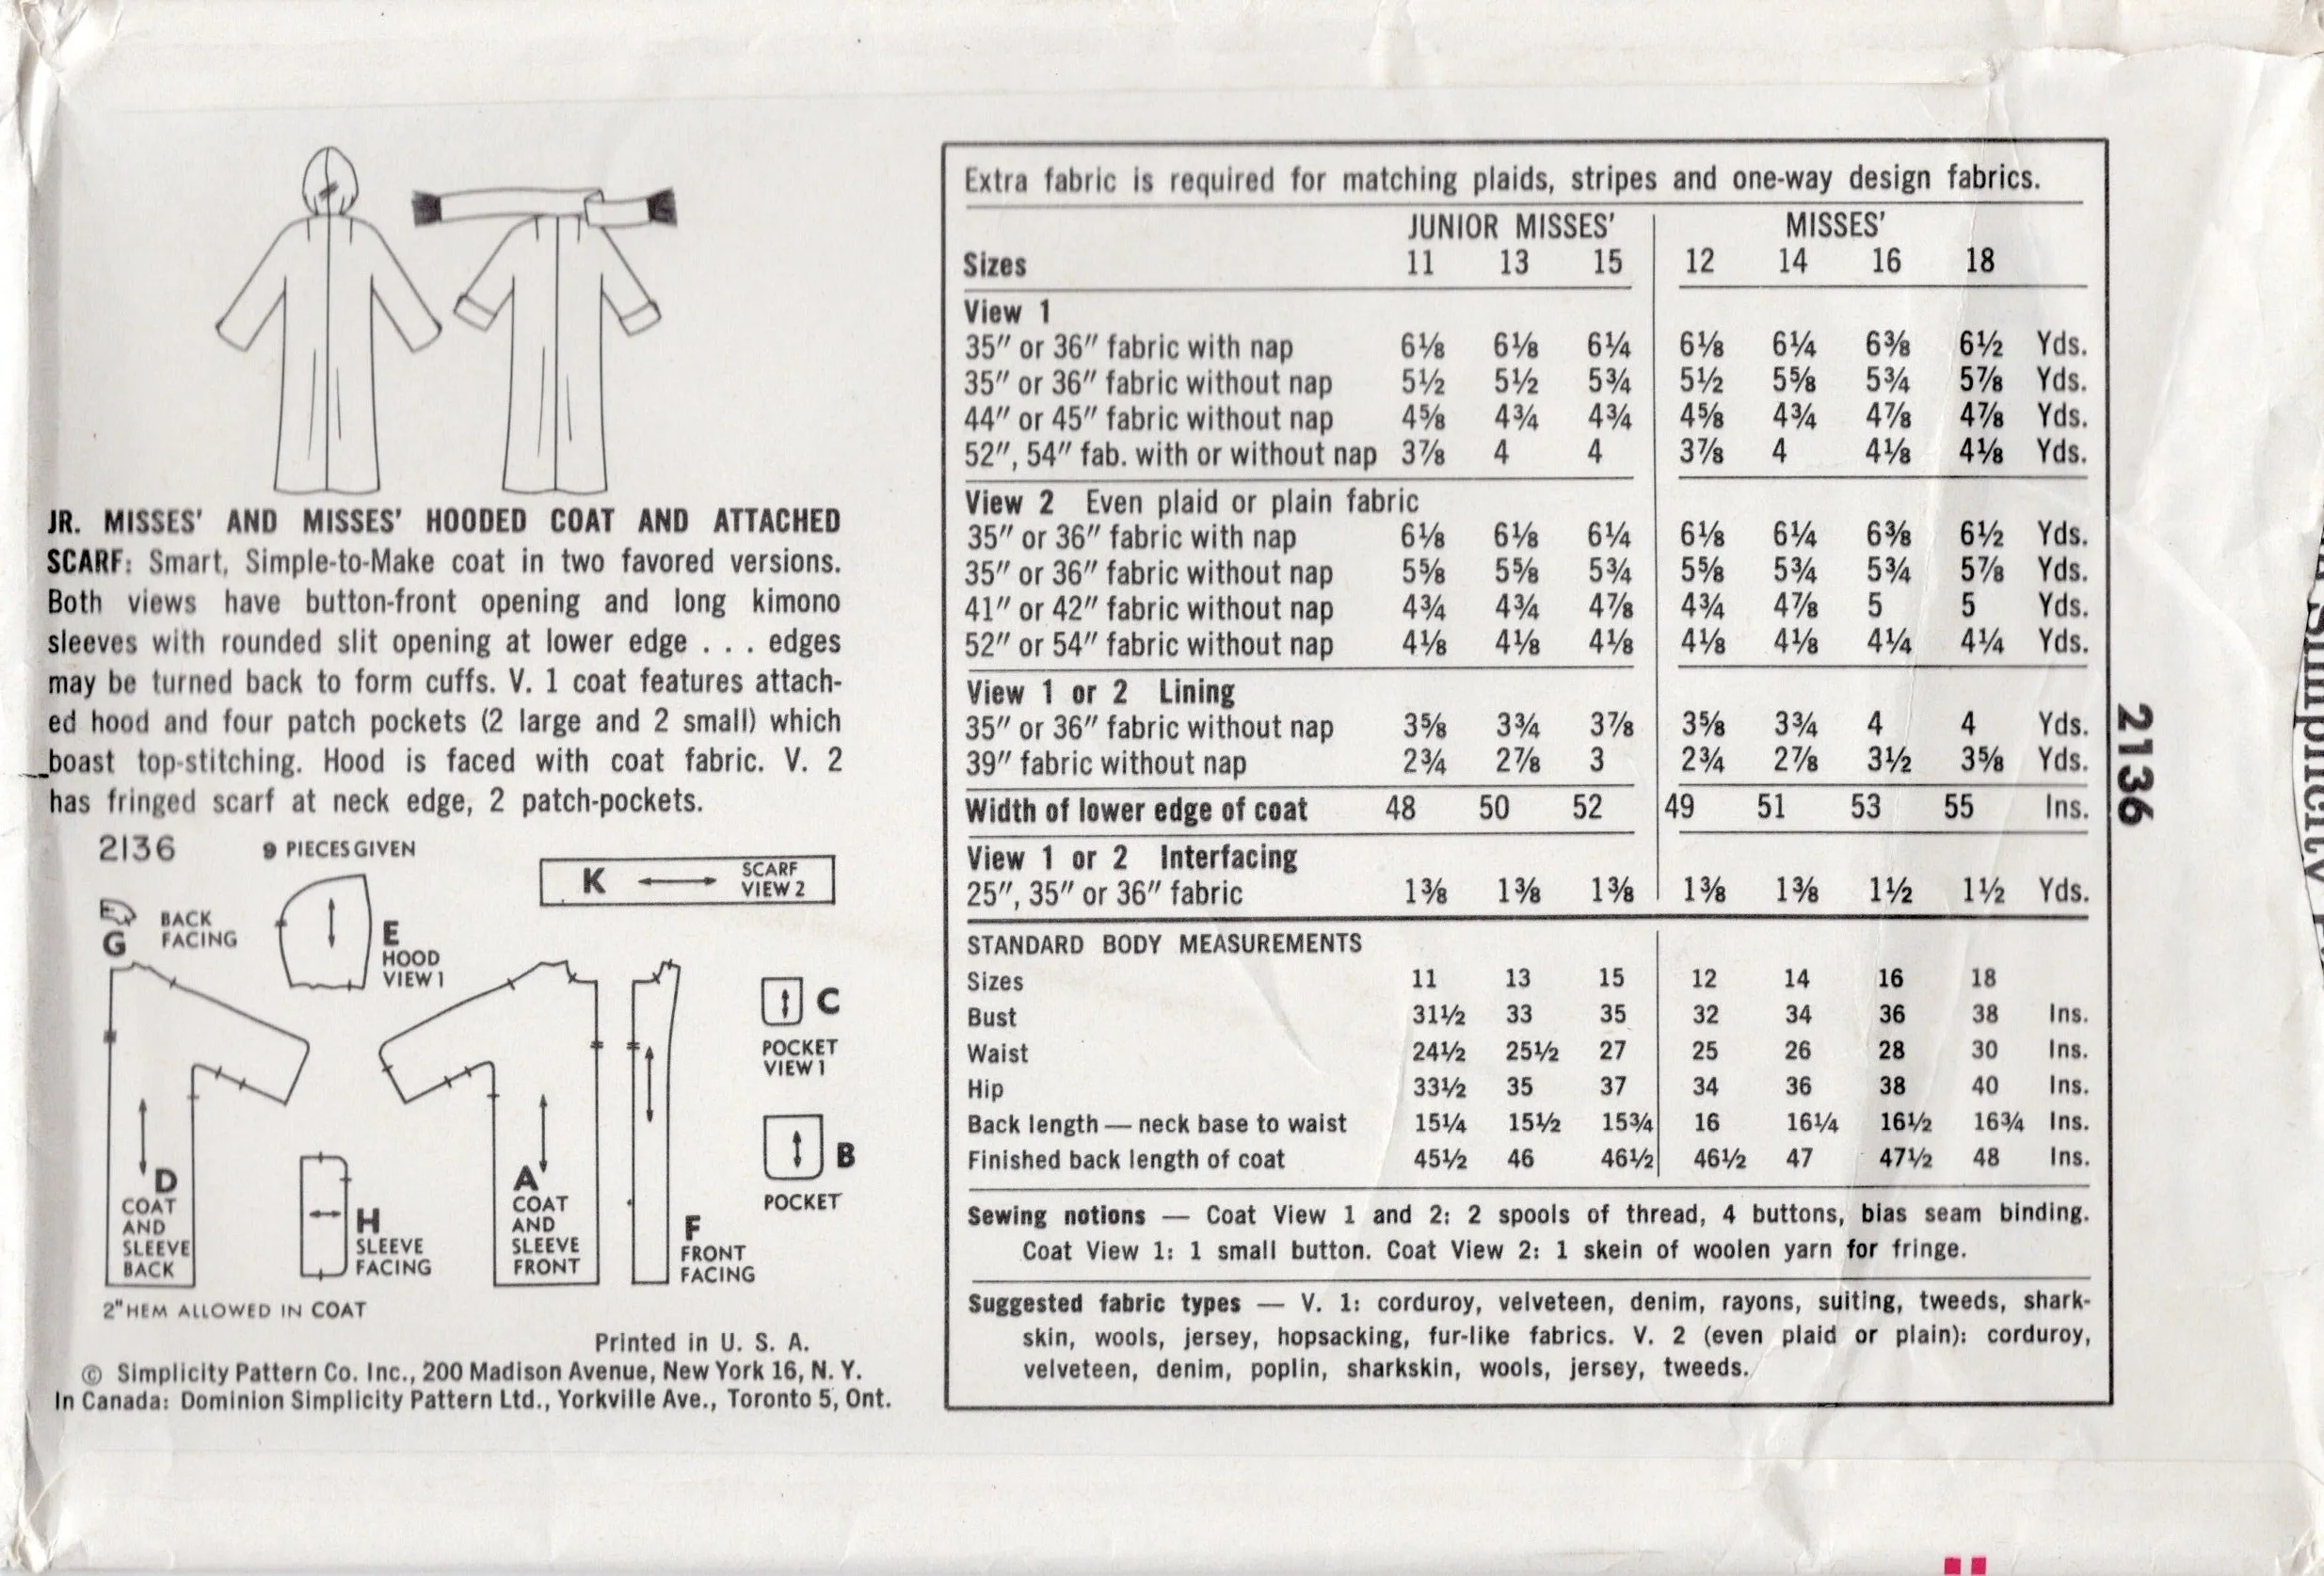 JR. MISSES' AND MISSES' HOODED COAT AND ATTACHED
SCARF: Smart, Simple-to-Make coat in two favored versions.
Both views have button-front opening and long kimono
sleeves with rounded slit opening at lower edge . . . edges
may be turned back to form cuffs. V. 1 coat features attach-
ed hood and four patch pockets (2 large and 2 small) which
boast top-stitching. Hood is faced with coat fabric. V. 2
has fringed scarf at neck edge, 2 patch-pockets.
2136 9 PIECES GIVEN
K SCARF
VIEW 2
G BACK
FACING
E
HOOD
VIEW 1
C
POCKET
VIEW 1
B
POCKET
D
COAT
AND
SLEEVE
BACK
H
SLEEVE
FACING
A
COAT
AND
SLEEVE
FRONT
F
FRONT
FACING
2" HEM ALLOWED IN COAT
Printed in U. S. A.
© Simplicity Pattern Co. Inc., 200 Madison Avenue, New York 16, N. Y.
In Canada: Dominion Simplicity Pattern Ltd., Yorkville Ave., Toronto 5, Ont.
Extra fabric is required for matching plaids, stripes and one-way design fabrics.
JUNIOR MISSES' MISSES'
Sizes 11 13 15 12 14 16 18
View 1
35" or 36" fabric with nap 6⅛ 6⅛ 6¼ 6⅛ 6¼ 6⅜ 6½ Yds.
35" or 36" fabric without nap 5½ 5½ 5¾ 5½ 5⅝ 5¾ 5⅞ Yds.
44" or 45" fabric without nap 4⅝ 4¾ 4¾ 4⅝ 4¾ 4⅞ 4⅞ Yds.
52", 54" fab. with or without nap 3⅞ 4 4 3⅞ 4 4⅛ 4⅛ Yds.
View 2 Even plaid or plain fabric
35" or 36" fabric with nap 6⅛ 6⅛ 6¼ 6⅛ 6¼ 6⅜ 6½ Yds.
35" or 36" fabric without nap 5⅝ 5⅝ 5¾ 5⅝ 5¾ 5¾ 5⅞ Yds.
41" or 42" fabric without nap 4¾ 4¾ 4⅞ 4¾ 4⅞ 5 5 Yds.
52" or 54" fabric without nap 4⅛ 4⅛ 4⅛ 4⅛ 4⅛ 4¼ 4¼ Yds.
View 1 or 2 Lining
35" or 36" fabric without nap 3⅝ 3¾ 3⅞ 3⅝ 3¾ 4 4 Yds.
39" fabric without nap 2¾ 2⅞ 3 2¾ 2⅞ 3½ 3⅝ Yds.
Width of lower edge of coat 48 50 52 49 51 53 55 Ins.
View 1 or 2 Interfacing
25", 35" or 36" fabric 1⅜ 1⅜ 1⅜ 1⅜ 1⅜ 1½ 1½ Yds.
STANDARD BODY MEASUREMENTS
Sizes 11 13 15 12 14 16 18
Bust 31½ 33 35 32 34 36 38 Ins.
Waist 24½ 25½ 27 25 26 28 30 Ins.
Hip 33½ 35 37 34 36 38 40 Ins.
Back length — neck base to waist 15¼ 15½ 15¾ 16 16¼ 16½ 16¾ Ins.
Finished back length of coat 45½ 46 46½ 46½ 47 47½ 48 Ins.
Sewing notions — Coat View 1 and 2: 2 spools of thread, 4 buttons, bias seam binding.
Coat View 1: 1 small button. Coat View 2: 1 skein of woolen yarn for fringe.
Suggested fabric types — V. 1: corduroy, velveteen, denim, rayons, suiting, tweeds, shark-
skin, wools, jersey, hopsacking, fur-like fabrics. V. 2 (even plaid or plain): corduroy,
velveteen, denim, poplin, sharkskin, wools, jersey, tweeds.
2136
Simplicity